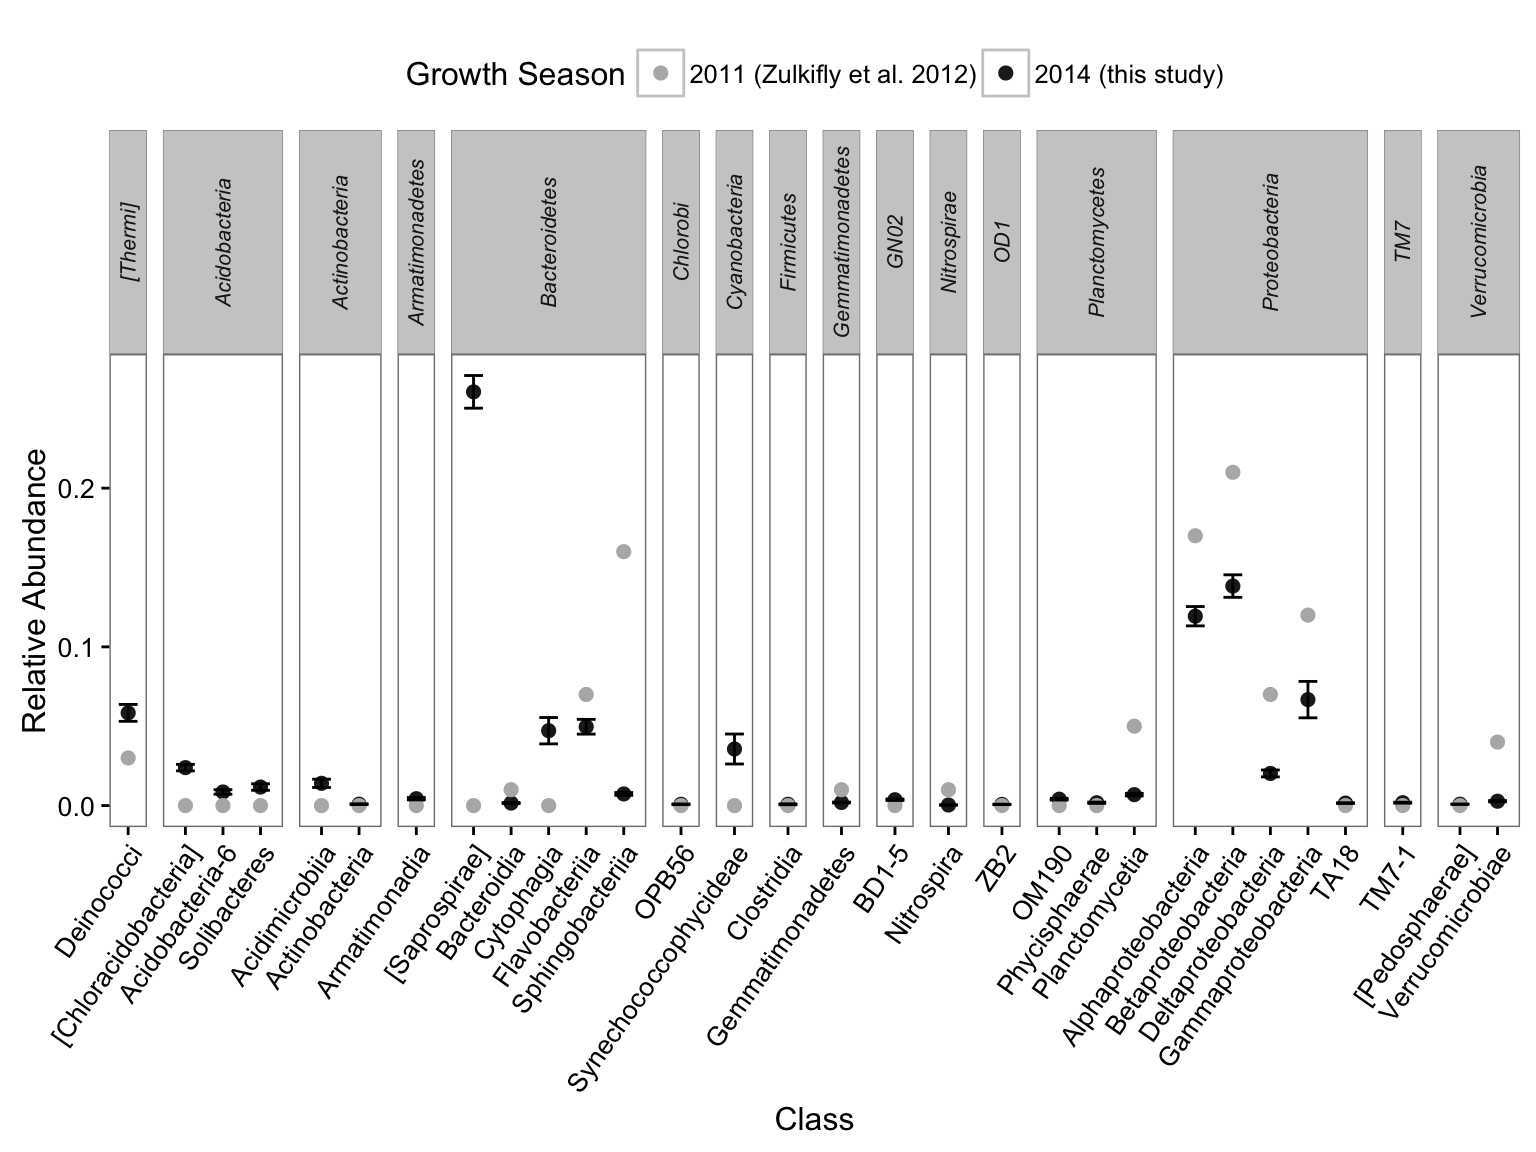 Growth Season 2011 (Zulkifly et al. 2012) 2014 (this study)
[Thermi]
Acidobacteria
Actinobacteria
Armatimonadetes
Bacteroidetes
Chlorobi
Cyanobacteria
Firmicutes
Gemmatimonadetes
GN02
Nitrospirae
OD1
Planctomycetes
Proteobacteria
TM7
Verrucomicrobia
Relative Abundance
0.2
0.1
0.0
Deinococci
[Chloracidobacteria]
Acidobacteria-6
Solibacteres
Acidimicrobiia
Actinobacteria
Armatimonadia
[Saprospirae]
Bacteroidia
Cytophagia
Flavobacteriia
Sphingobacteriia
OPB56
Synechococcophycideae
Clostridia
Gemmatimonadetes
BD1-5
Nitrospira
ZB2
OM190
Phycisphaerae
Planctomycetia
Alphaproteobacteria
Betaproteobacteria
Deltaproteobacteria
Gammaproteobacteria
TA18
TM7-1
[Pedosphaerae]
Verrucomicrobiae
Class